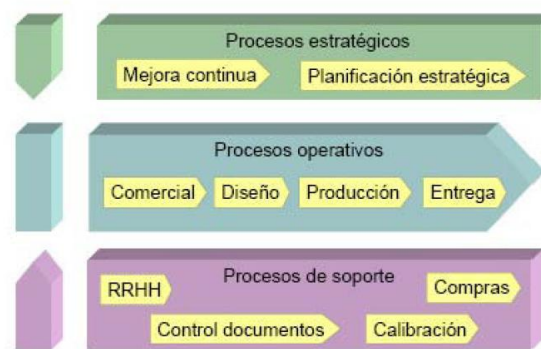 Procesos estratégicos
Mejora continua
Planificación estratégica
Procesos operativos
Comercial
Diseño
Producción
Entrega
Procesos de soporte
RRHH
Compras
Control documentos
Calibración